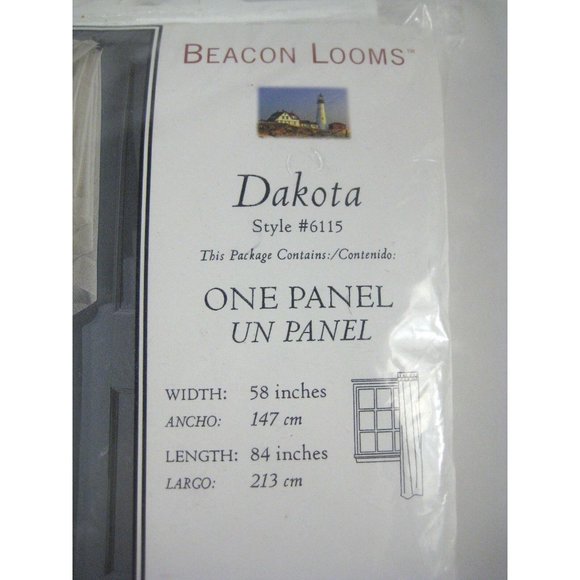 BEACON LOOMS™
Dakota
Style #6115
This Package Contains:/Contenido:
ONE PANEL
UN PANEL
WIDTH: 58 inches
ANCHO: 147 cm
LENGTH: 84 inches
LARGO: 213 cm